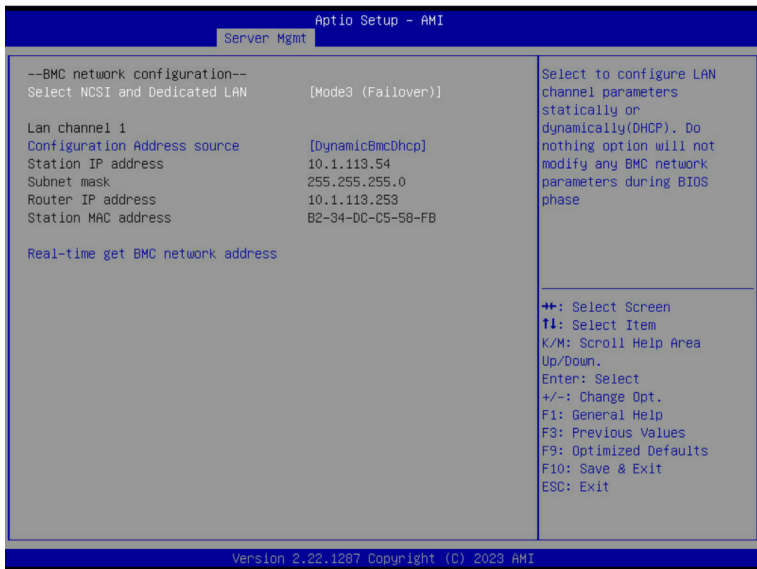 Aptio Setup - AMI
Server Mgmt
--BMC network configuration--
Select NCSI and Dedicated LAN [Mode3 (Failover)]
Lan channel 1
Configuration Address source [DynamicBmcDhcp]
Station IP address 10.1.113.54
Subnet mask 255.255.255.0
Router IP address 10.1.113.253
Station MAC address B2-34-DC-C5-58-FB
Real-time get BMC network address
Select to configure LAN
channel parameters
statically or
dynamically(DHCP). Do
nothing option will not
modify any BMC network
parameters during BIOS
phase
→←: Select Screen
↑↓: Select Item
K/M: Scroll Help Area
Up/Down.
Enter: Select
+/-: Change Opt.
F1: General Help
F3: Previous Values
F9: Optimized Defaults
F10: Save & Exit
ESC: Exit
Version 2.22.1287 Copyright (C) 2023 AMI